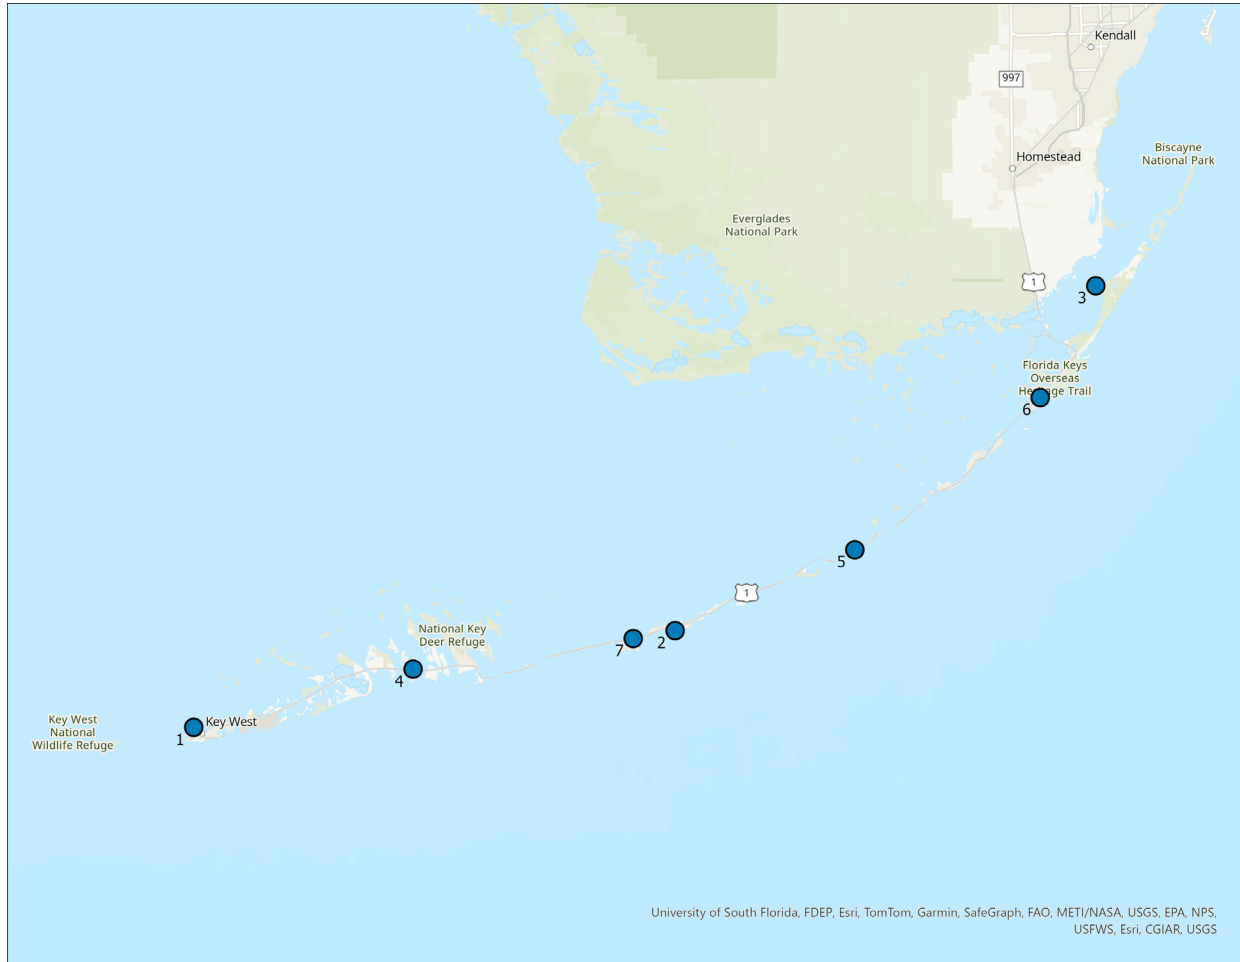 Kendall
997
Biscayne
National Park
Homestead
Everglades
National Park
1
3
Florida Keys
Overseas
Heritage Trail
6
5
1
National Key
Deer Refuge
7
2
4
Key West
National
Wildlife Refuge
Key West
1
University of South Florida, FDEP, Esri, TomTom, Garmin, SafeGraph, FAO, METI/NASA, USGS, EPA, NPS,
USFWS, Esri, CGIAR, USGS